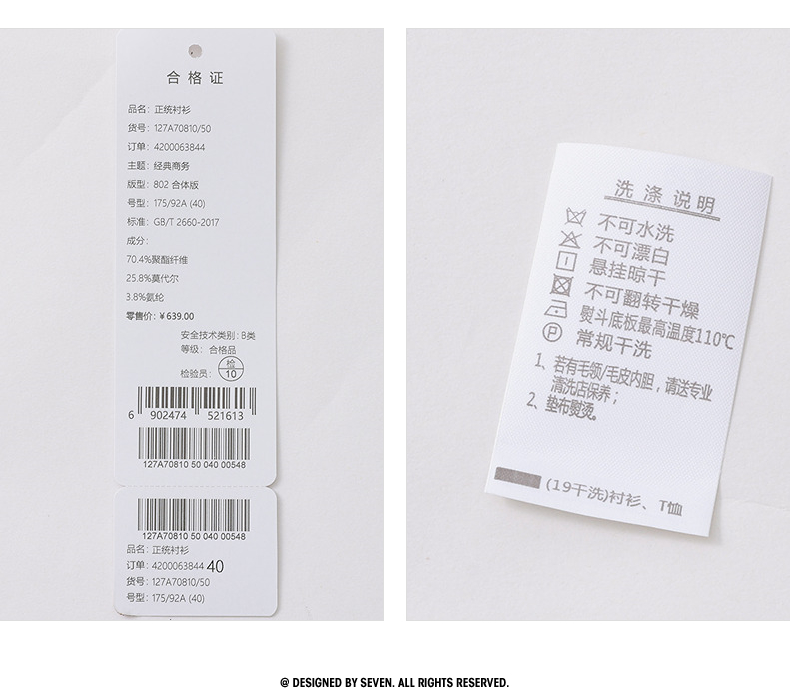 合格证
品名: 正统衬衫
货号: 127A70810/50
订单: 4200063844
主题: 经典商务
版型: 802 合体版
号型: 175/92A (40)
标准: GB/T 2660-2017
成分:
70.4%聚酯纤维
25.8%莫代尔
3.8%氨纶
零售价: ¥639.00
安全技术类别: B类
等级: 合格品
检验员: 检 10
6 902474 521613
127A70810 50 040 00548
127A70810 50 040 00548
品名: 正统衬衫
订单: 4200063844 40
货号: 127A70810/50
号型: 175/92A (40)
洗涤说明
不可水洗
不可漂白
悬挂晾干
不可翻转干燥
熨斗底板最高温度110℃
P 常规干洗
1、若有毛领/毛皮内胆，请送专业
清洗店保养；
2、垫布熨烫。
(19干洗)衬衫、T恤
@ DESIGNED BY SEVEN. ALL RIGHTS RESERVED.